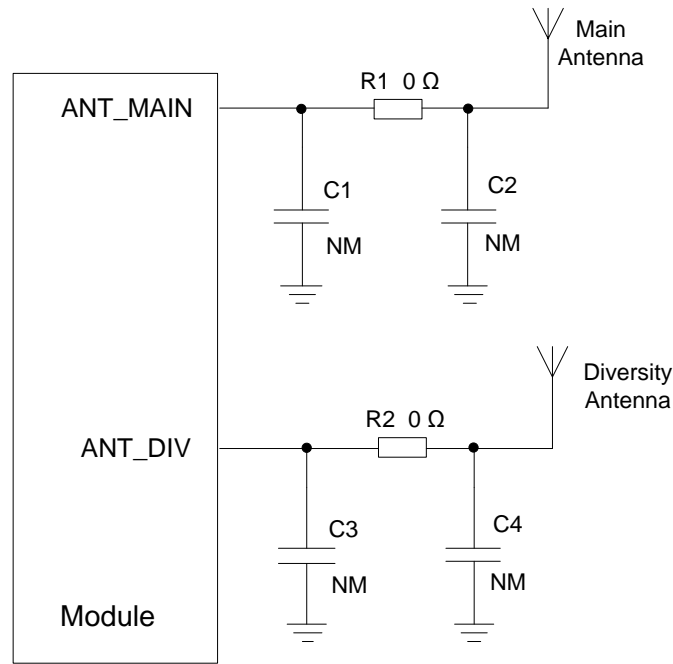 Main
Antenna
R1 0 Ω
ANT_MAIN
C1
C2
NM
NM
Diversity
Antenna
R2 0 Ω
ANT_DIV
C3
C4
NM
NM
Module